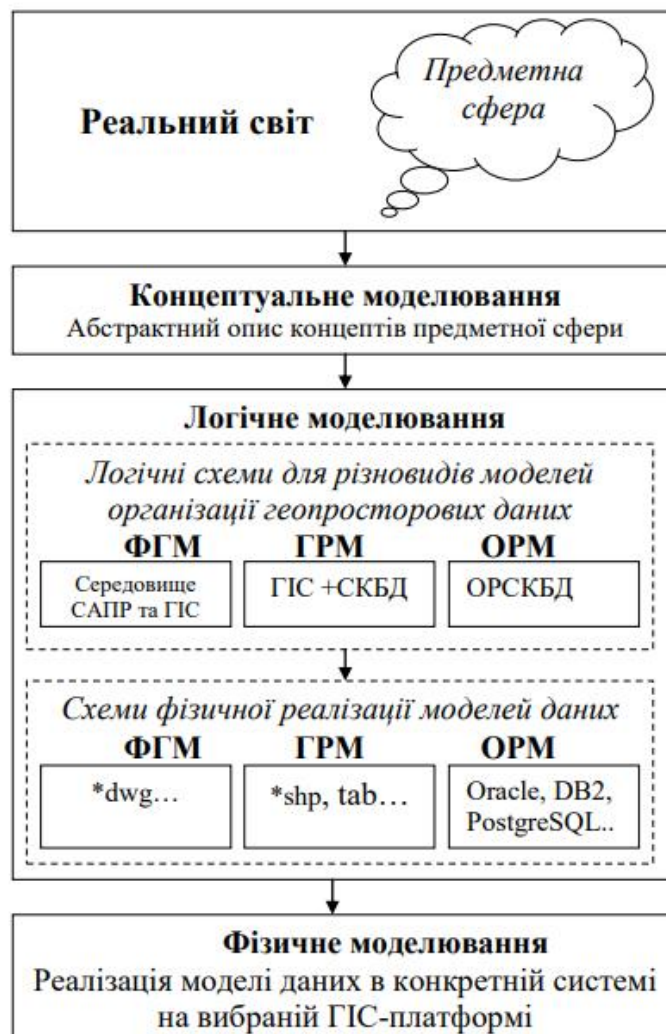 Реальний світ
Предметна
сфера
Концептуальне моделювання
Абстрактний опис концептів предметної сфери
Логічне моделювання
Логічні схеми для різновидів моделей
організації геопросторових даних
ФГМ ГРМ ОРМ
Середовище
САПР та ГІС
ГІС +СКБД
ОРСКБД
Схеми фізичної реалізації моделей даних
ФГМ ГРМ ОРМ
*dwg…
*shp, tab…
Oracle, DB2,
PostgreSQL..
Фізичне моделювання
Реалізація моделі даних в конкретній системі
на вибраній ГІС-платформі